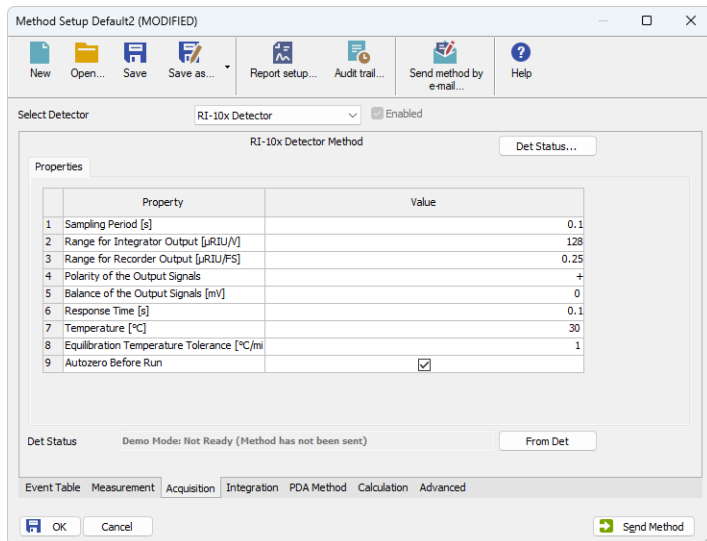 Method Setup Default2 (MODIFIED)
New Open... Save Save as... Report setup... Audit trail... Send method by e-mail... Help
Select Detector RI-10x Detector Enabled
RI-10x Detector Method Det Status...
Properties
Property Value
1 Sampling Period [s] 0.1
2 Range for Integrator Output [µRIU/V] 128
3 Range for Recorder Output [µRIU/FS] 0.25
4 Polarity of the Output Signals +
5 Balance of the Output Signals [mV] 0
6 Response Time [s] 0.1
7 Temperature [°C] 30
8 Equilibration Temperature Tolerance [°C/mi 1
9 Autozero Before Run
Det Status Demo Mode: Not Ready (Method has not been sent) From Det
Event Table Measurement Acquisition Integration PDA Method Calculation Advanced
OK Cancel Send Method